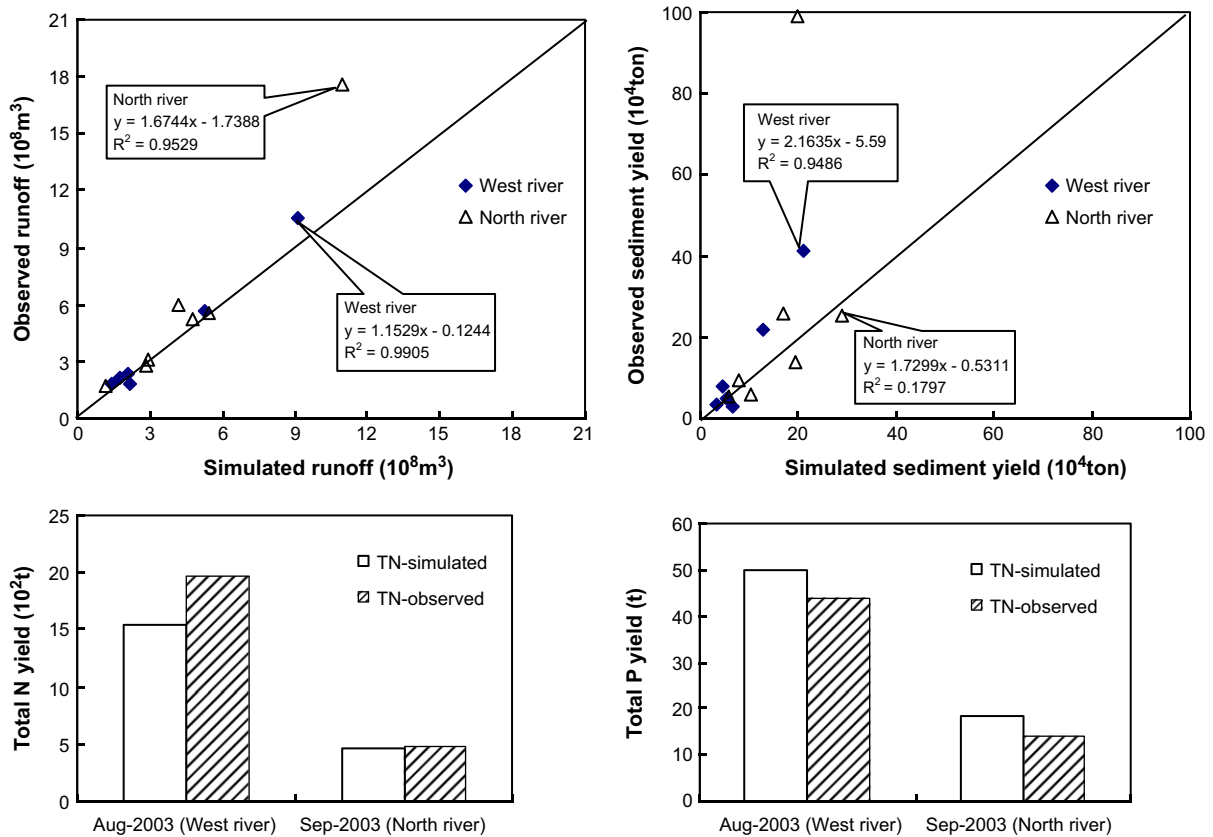 21
18
15
12
9
6
3
0
Observed runoff (10⁸m³)
North river
y = 1.6744x - 1.7388
R² = 0.9529
West river
North river
West river
y = 1.1529x - 0.1244
R² = 0.9905
0 3 6 9 12 15 18 21
Simulated runoff (10⁸m³)
100
80
60
40
20
0
Observed sediment yield (10⁴ton)
West river
y = 2.1635x - 5.59
R² = 0.9486
West river
North river
North river
y = 1.7299x - 0.5311
R² = 0.1797
0 20 40 60 80 100
Simulated sediment yield (10⁴ton)
25
20
15
10
5
0
Total N yield (10²t)
TN-simulated
TN-observed
Aug-2003 (West river) Sep-2003 (North river)
60
50
40
30
20
10
0
Total P yield (t)
TN-simulated
TN-observed
Aug-2003 (West river) Sep-2003 (North river)